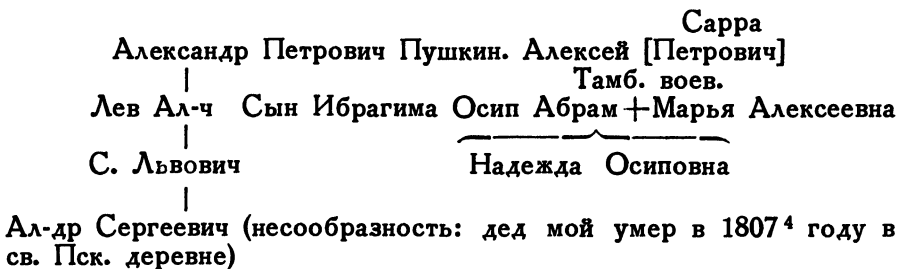 Сарра
Александр Петрович Пушкин. Алексей [Петрович]
Тамб. воев.
Лев Ал-ч Сын Ибрагима Осип Абрам+Марья Алексеевна
С. Львович Надежда Осиповна
Ал-др Сергеевич (несообразность: дед мой умер в 1807⁴ году в
св. Пск. деревне)